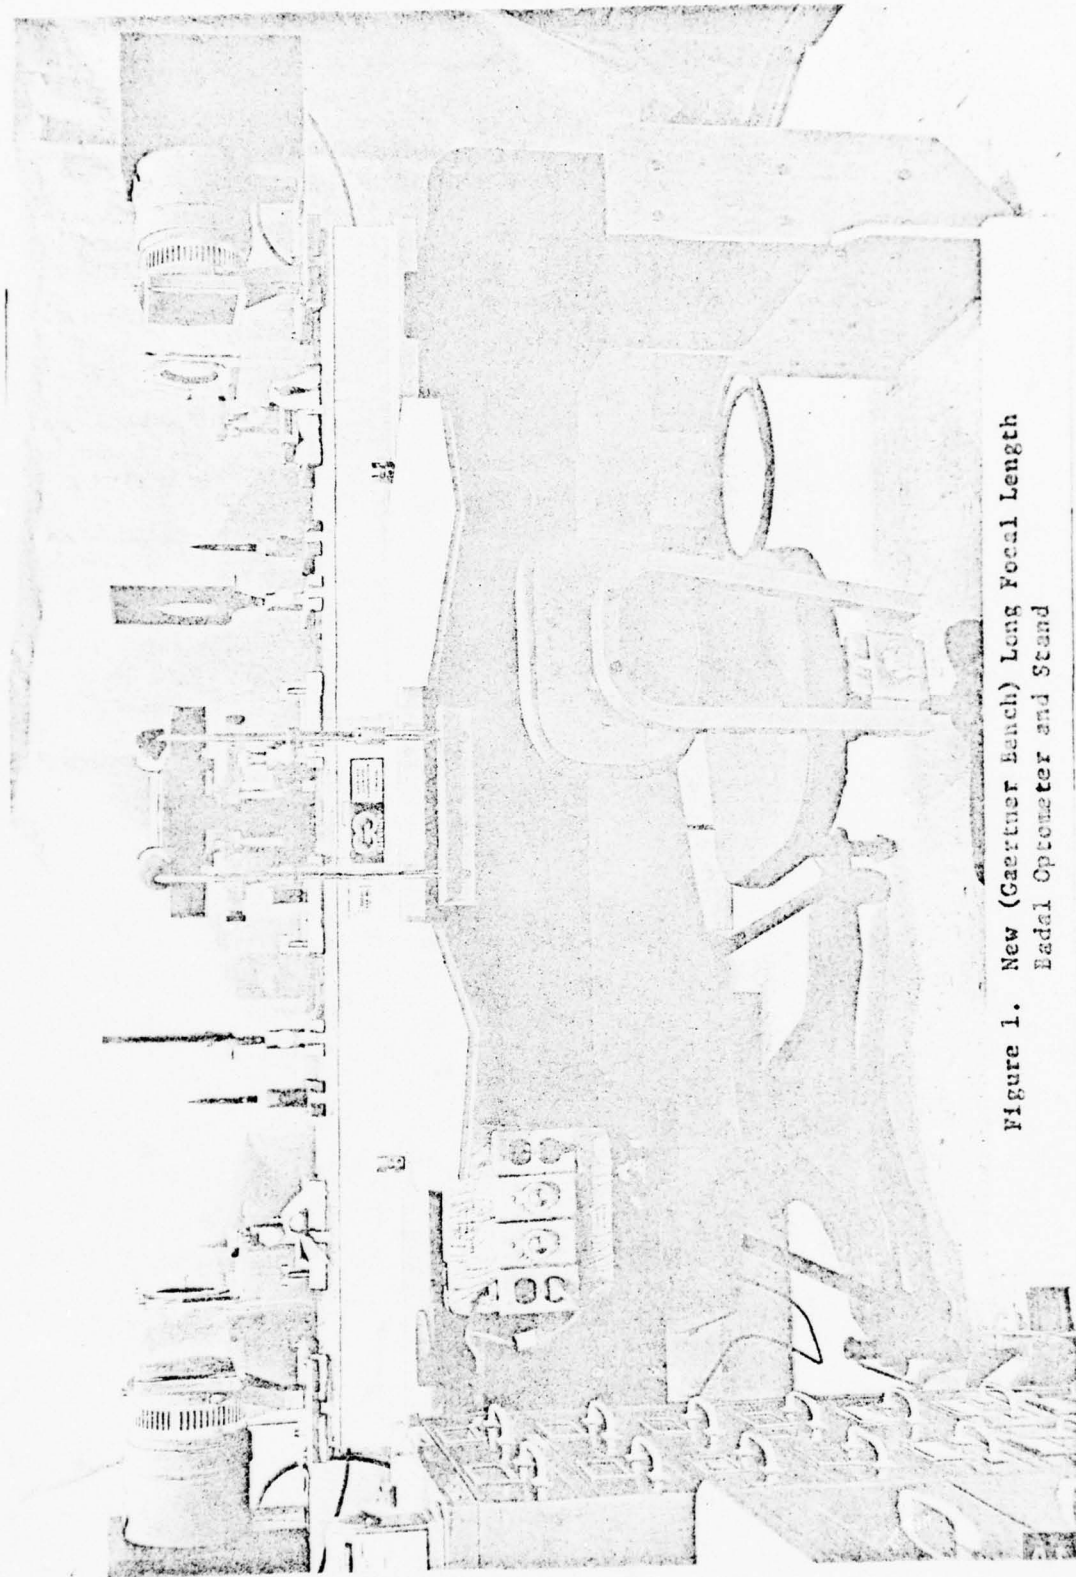 Figure 1. New (Gaertner Bench) Long Focal Length
Badal Optometer and Stand